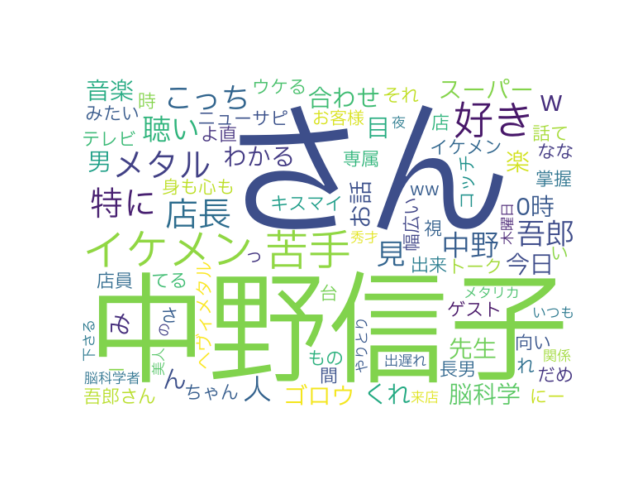 音楽
時
ウケる
こっち
合わせ
それ
スーパー
みたい
ニューサピ
お客様
店
好き
w
テレビ
聴い
よ
直
目
夜
イケメン
話て
男
メタル
わかる
専属
コッチ
楽
なな
身も心も
キスマイ
お話
ww
幅広い
木曜日
0時
掌握
特に
店長
さん
秀才
視
中野
吾郎
イケメン
っ
苦手
見
出来
トーク
今日
い
店員
てる
ヘヴィメタル
台
メタリカ
み
さの
中野信子
ゲスト
いつも
下さる
美人
もの
やりとり
出遅れ
先生
向い
関係
日
脳科学者
ん
ちゃん
人
間
長男
れ
だめ
吾郎さん
ゴロウ
くれ
来店
脳科学
にー